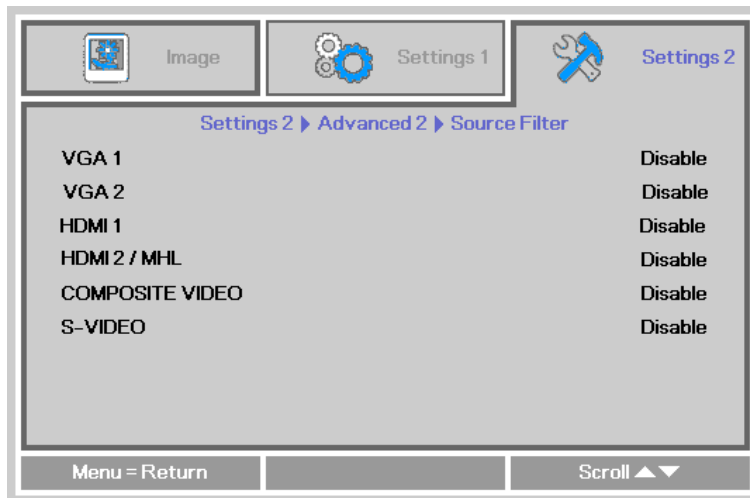 Image
Settings 1
Settings 2
Settings 2 ▶ Advanced 2 ▶ Source Filter
VGA 1 Disable
VGA 2 Disable
HDMI 1 Disable
HDMI 2 / MHL Disable
COMPOSITE VIDEO Disable
S-VIDEO Disable
Menu = Return
Scroll ▲▼